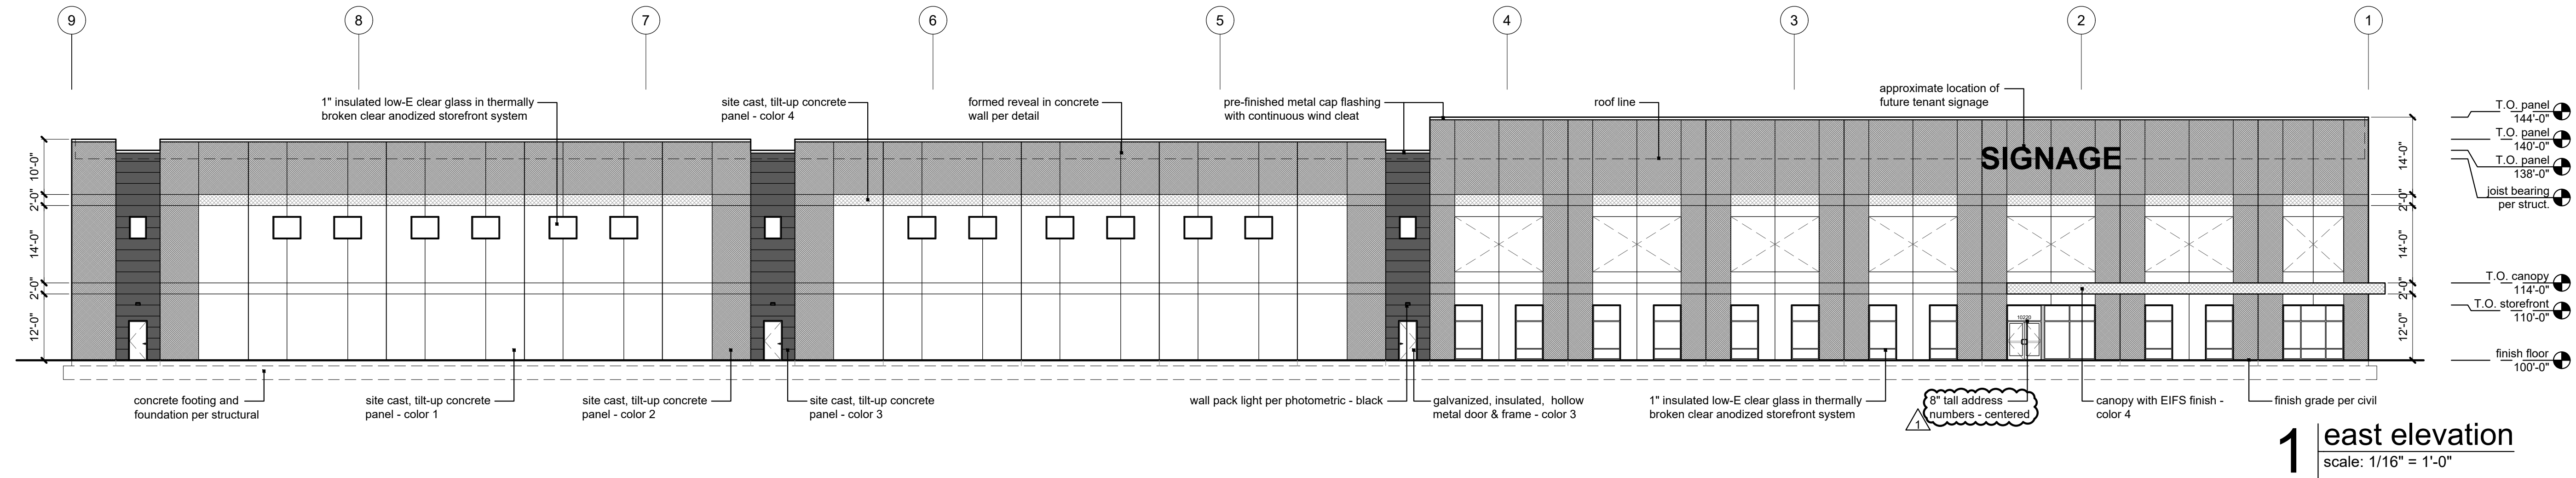 9 8 7 6 5 4 3 2 1
1" insulated low-E clear glass in thermally
broken clear anodized storefront system
site cast, tilt-up concrete
panel - color 4
formed reveal in concrete
wall per detail
pre-finished metal cap flashing
with continuous wind cleat
roof line
approximate location of
future tenant signage
SIGNAGE
10'-0"
2'-0"
14'-0"
2'-0"
12'-0"
14'-0"
2'-0"
14'-0"
2'-0"
12'-0"
T.O. panel
144'-0"
T.O. panel
140'-0"
T.O. panel
138'-0"
joist bearing
per struct.
T.O. canopy
114'-0"
T.O. storefront
110'-0"
finish floor
100'-0"
10220
concrete footing and
foundation per structural
site cast, tilt-up concrete
panel - color 1
site cast, tilt-up concrete
panel - color 2
site cast, tilt-up concrete
panel - color 3
wall pack light per photometric - black
galvanized, insulated, hollow
metal door & frame - color 3
1" insulated low-E clear glass in thermally
broken clear anodized storefront system
1
8" tall address
numbers - centered
canopy with EIFS finish -
color 4
finish grade per civil
1 east elevation
scale: 1/16" = 1'-0"